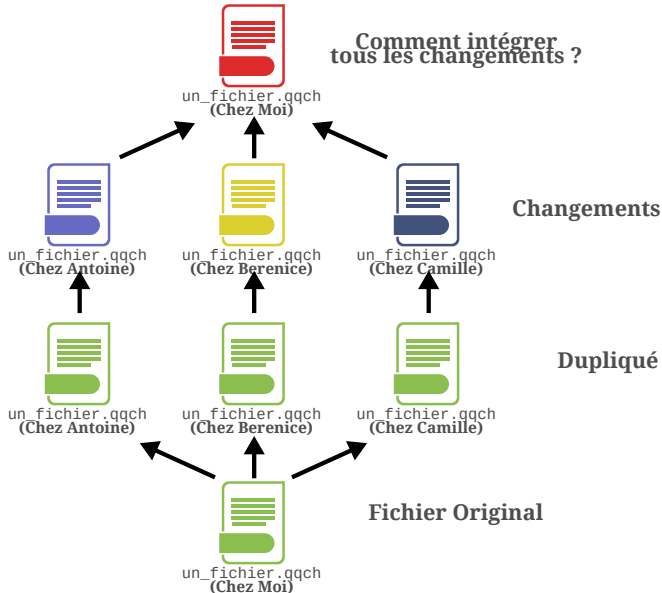 Comment intégrer
tous les changements ?
un_fichier.qqch
(Chez Moi)
un_fichier.qqch
(Chez Antoine)
un_fichier.qqch
(Chez Berenice)
un_fichier.qqch
(Chez Camille)
Changements
un_fichier.qqch
(Chez Antoine)
un_fichier.qqch
(Chez Berenice)
un_fichier.qqch
(Chez Camille)
Dupliqué
Fichier Original
un_fichier.qqch
(Chez Moi)